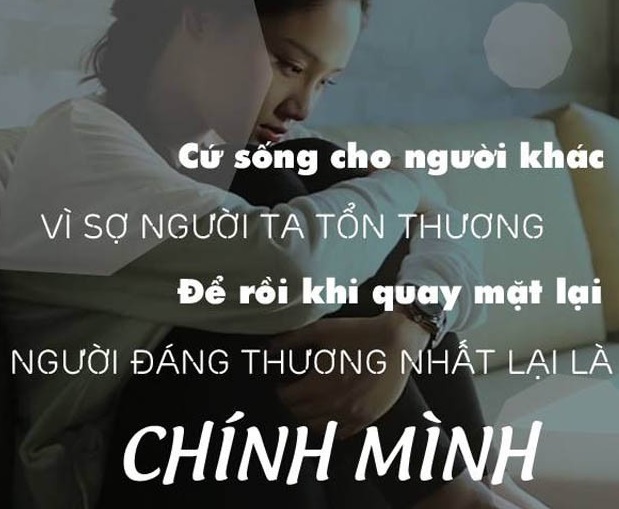 Cứ sống cho người khác
VÌ SỢ NGƯỜI TA TỔN THƯƠNG
Để rồi khi quay mặt lại
NGƯỜI ĐÁNG THƯƠNG NHẤT LẠI LÀ
CHÍNH MÌNH